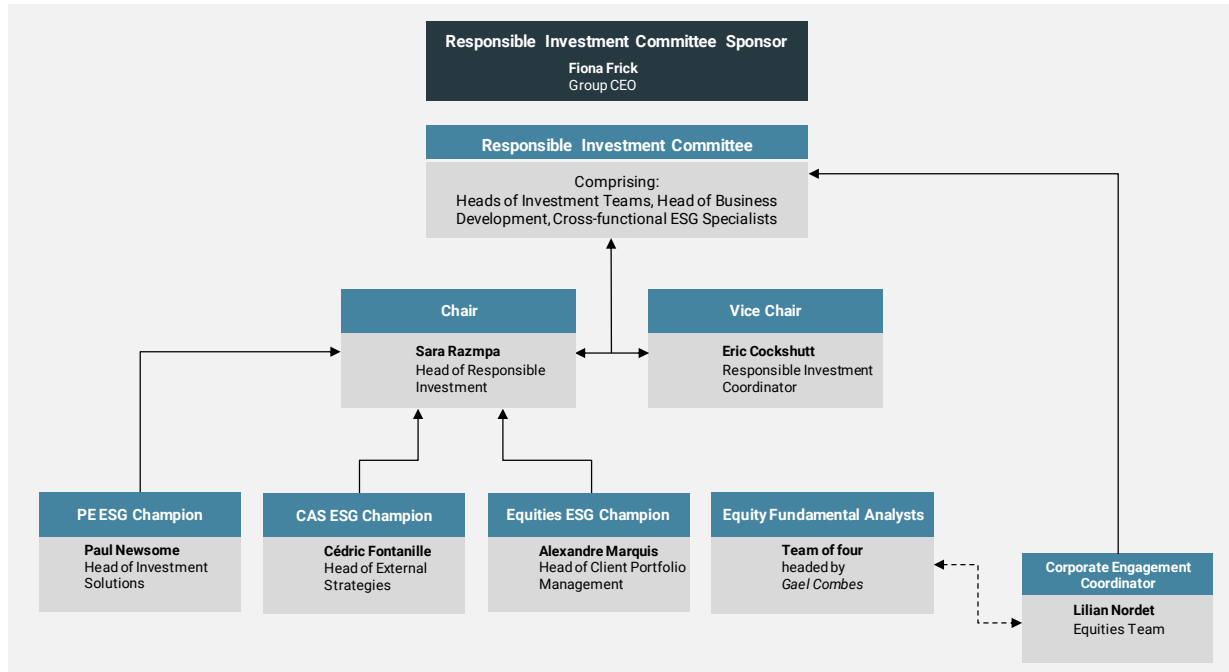 Responsible Investment Committee Sponsor
Fiona Frick
Group CEO
Responsible Investment Committee
Comprising:
Heads of Investment Teams, Head of Business
Development, Cross-functional ESG Specialists
Chair
Sara Razmpa
Head of Responsible
Investment
Vice Chair
Eric Cockshutt
Responsible Investment
Coordinator
PE ESG Champion
Paul Newsome
Head of Investment
Solutions
CAS ESG Champion
Cédric Fontanille
Head of External
Strategies
Equities ESG Champion
Alexandre Marquis
Head of Client Portfolio
Management
Equity Fundamental Analysts
Team of four
headed by
Gael Combes
Corporate Engagement
Coordinator
Lilian Nordet
Equities Team